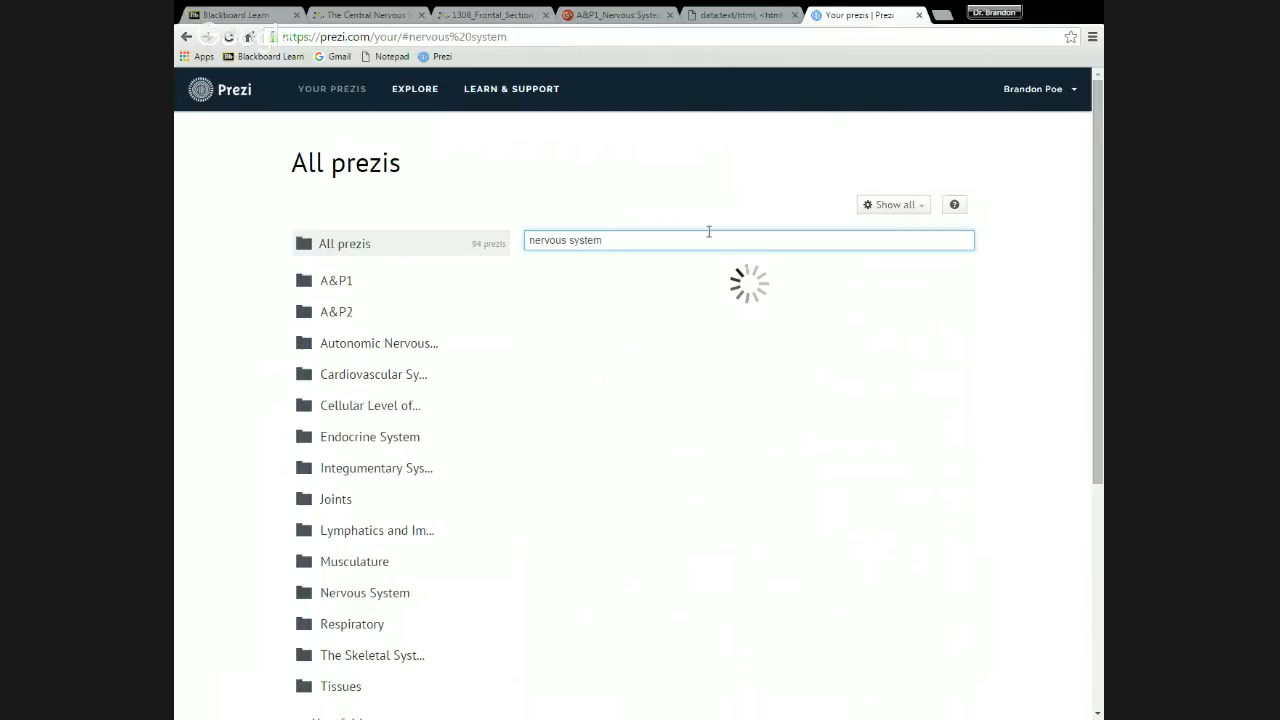 Blackboard Learn
The Central Nervous
1308_Frontal_Section
A&P1_Nervous System
data:text/html, <html
Your prezis | Prezi
Dr. Brandon
https://prezi.com/your/#nervous%20system
Apps
Blackboard Learn
Gmail
Notepad
Prezi
Prezi
YOUR PREZIS
EXPLORE
LEARN & SUPPORT
Brandon Poe
All prezis
Show all
?
All prezis
94 prezis
nervous system
A&P1
A&P2
Autonomic Nervous...
Cardiovascular Sy...
Cellular Level of...
Endocrine System
Integumentary Sys...
Joints
Lymphatics and Im...
Musculature
Nervous System
Respiratory
The Skeletal Syst...
Tissues